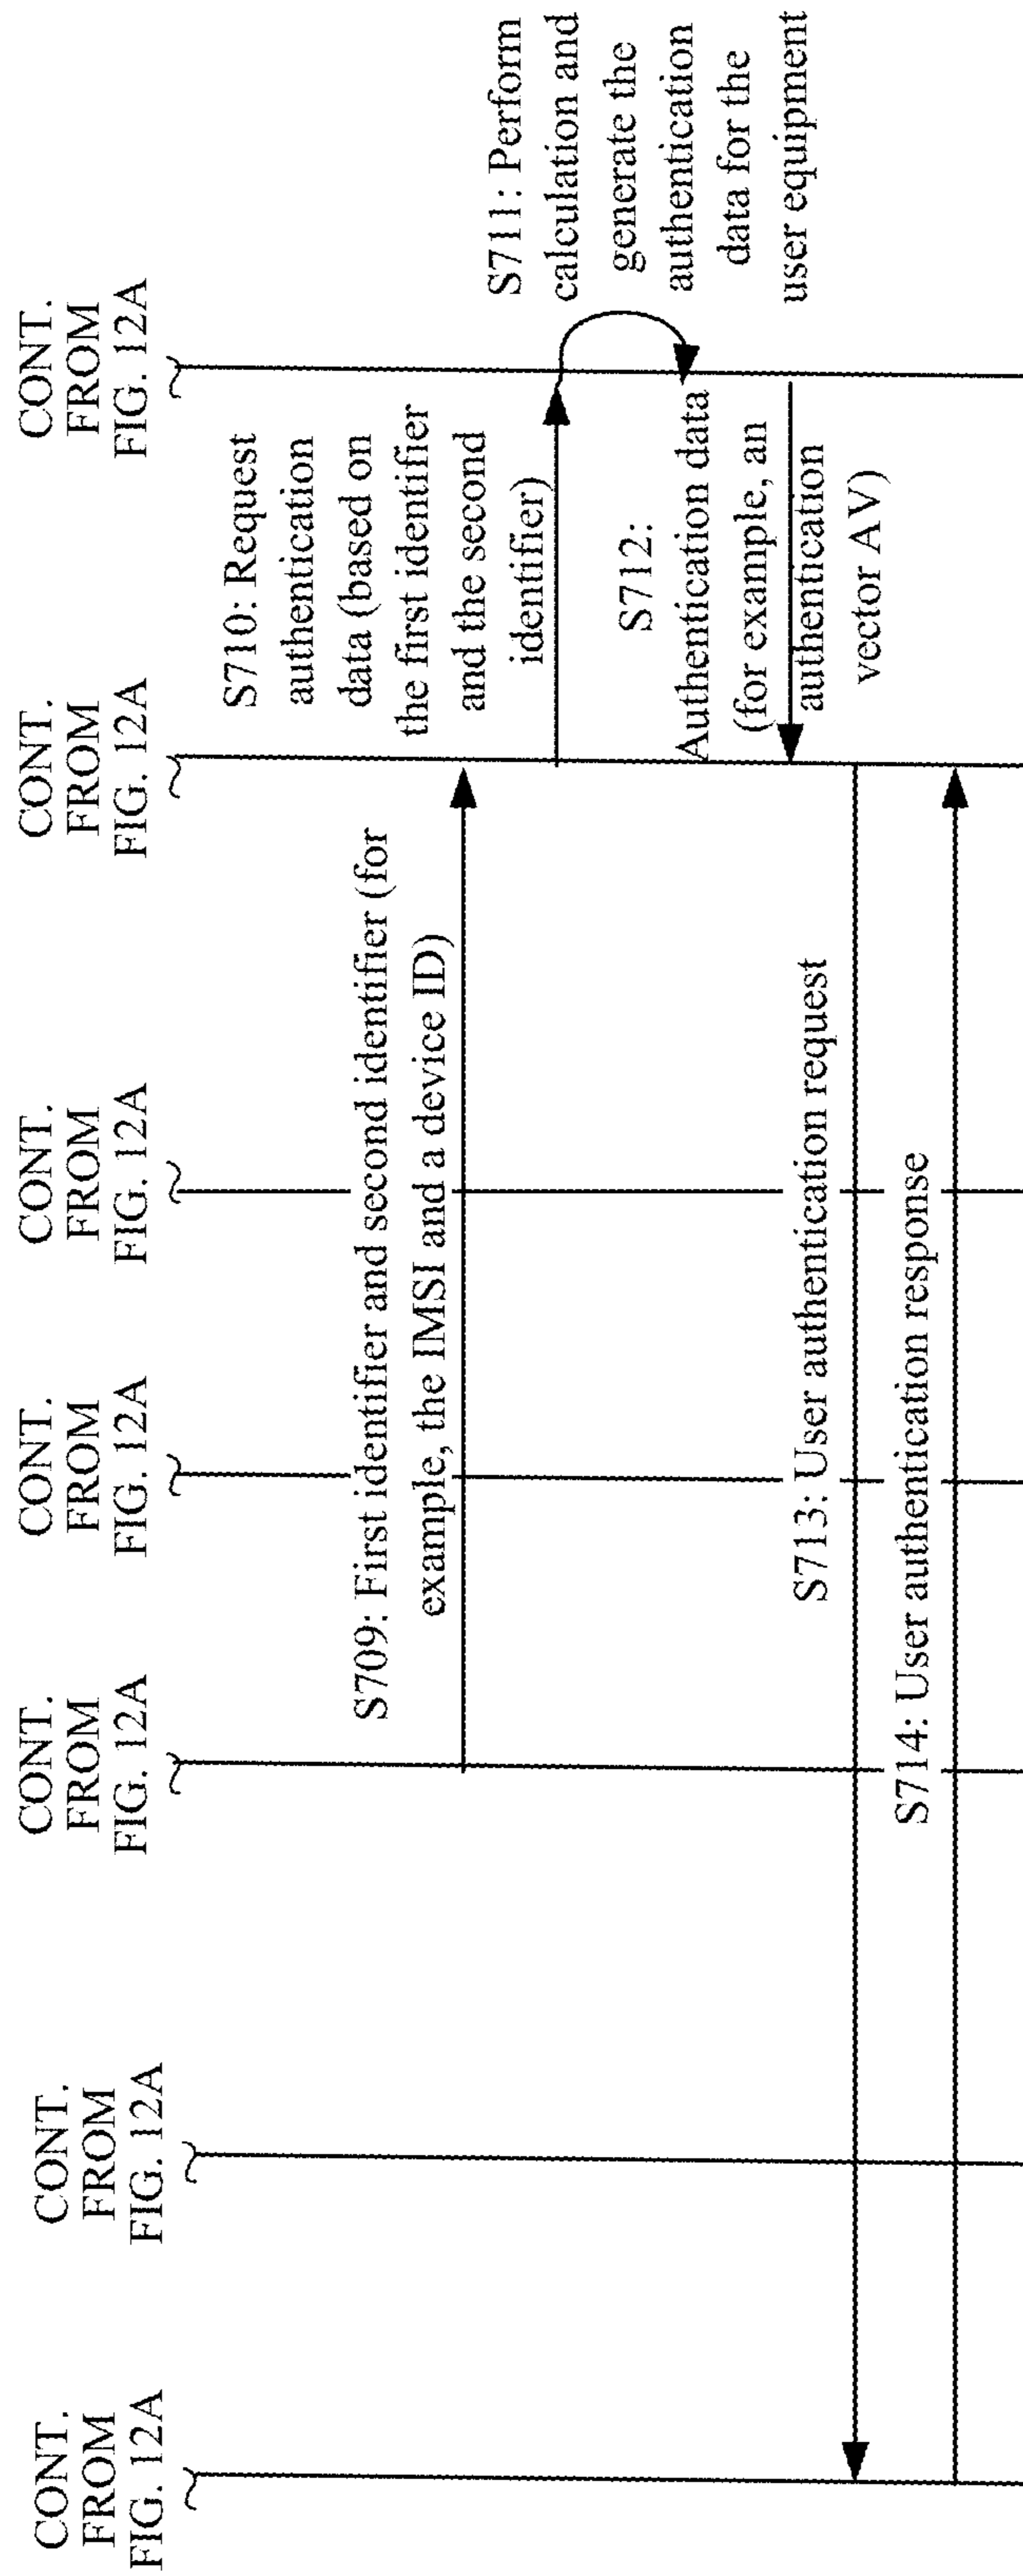 CONT.
FROM
FIG. 12A
CONT.
FROM
FIG. 12A
CONT.
FROM
FIG. 12A
CONT.
FROM
FIG. 12A
CONT.
FROM
FIG. 12A
CONT.
FROM
FIG. 12A
CONT.
FROM
FIG. 12A
S709: First identifier and second identifier (for
example, the IMSI and a device ID)
S710: Request
authentication
data (based on
the first identifier
and the second
identifier)
S711: Perform
calculation and
generate the
authentication
data for the
user equipment
S712:
Authentication data
(for example, an
authentication
vector AV)
S713: User authentication request
S714: User authentication response